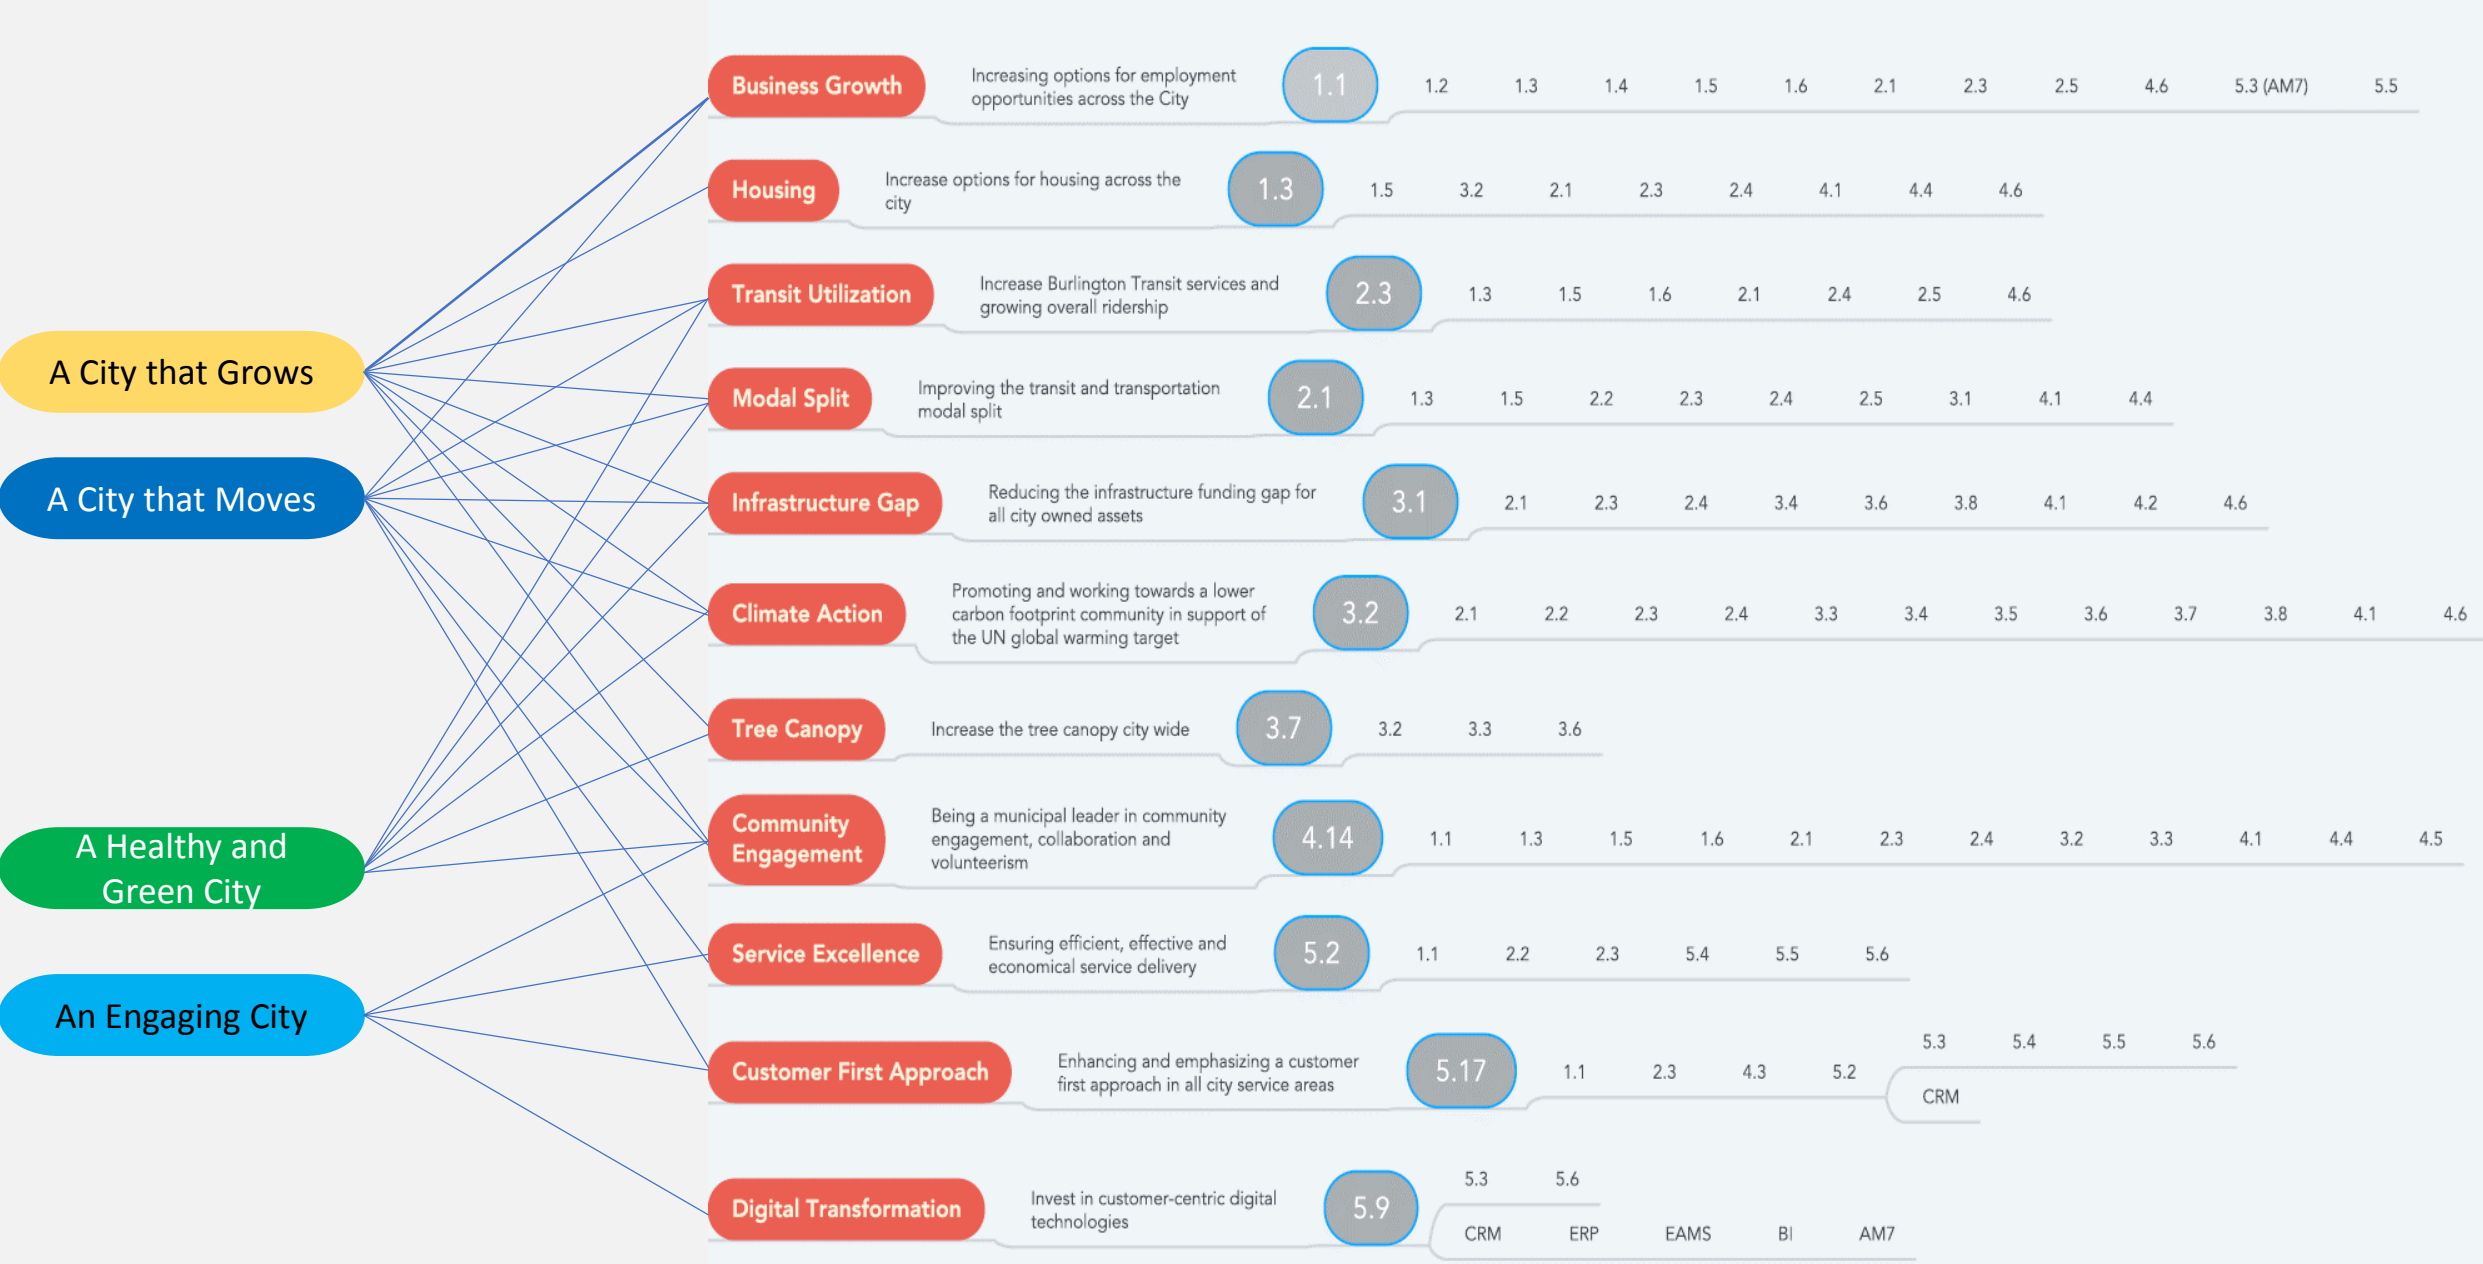 A City that Grows
A City that Moves
A Healthy and
Green City
An Engaging City
Business Growth
Increasing options for employment
opportunities across the City
1.1
1.2 1.3 1.4 1.5 1.6 2.1 2.3 2.5 4.6 5.3 (AM7) 5.5
Housing
Increase options for housing across the
city
1.3
1.5 3.2 2.1 2.3 2.4 4.1 4.4 4.6
Transit Utilization
Increase Burlington Transit services and
growing overall ridership
2.3
1.3 1.5 1.6 2.1 2.4 2.5 4.6
Modal Split
Improving the transit and transportation
modal split
2.1
1.3 1.5 2.2 2.3 2.4 2.5 3.1 4.1 4.4
Infrastructure Gap
Reducing the infrastructure funding gap for
all city owned assets
3.1
2.1 2.3 2.4 3.4 3.6 3.8 4.1 4.2 4.6
Climate Action
Promoting and working towards a lower
carbon footprint community in support of
the UN global warming target
3.2
2.1 2.2 2.3 2.4 3.3 3.4 3.5 3.6 3.7 3.8 4.1 4.6
Tree Canopy
Increase the tree canopy city wide
3.7
3.2 3.3 3.6
Community
Engagement
Being a municipal leader in community
engagement, collaboration and
volunteerism
4.14
1.1 1.3 1.5 1.6 2.1 2.3 2.4 3.2 3.3 4.1 4.4 4.5
Service Excellence
Ensuring efficient, effective and
economical service delivery
5.2
1.1 2.2 2.3 5.4 5.5 5.6
Customer First Approach
Enhancing and emphasizing a customer
first approach in all city service areas
5.17
1.1 2.3 4.3 5.2
5.3 5.4 5.5 5.6
CRM
Digital Transformation
Invest in customer-centric digital
technologies
5.9
5.3 5.6
CRM ERP EAMS BI AM7